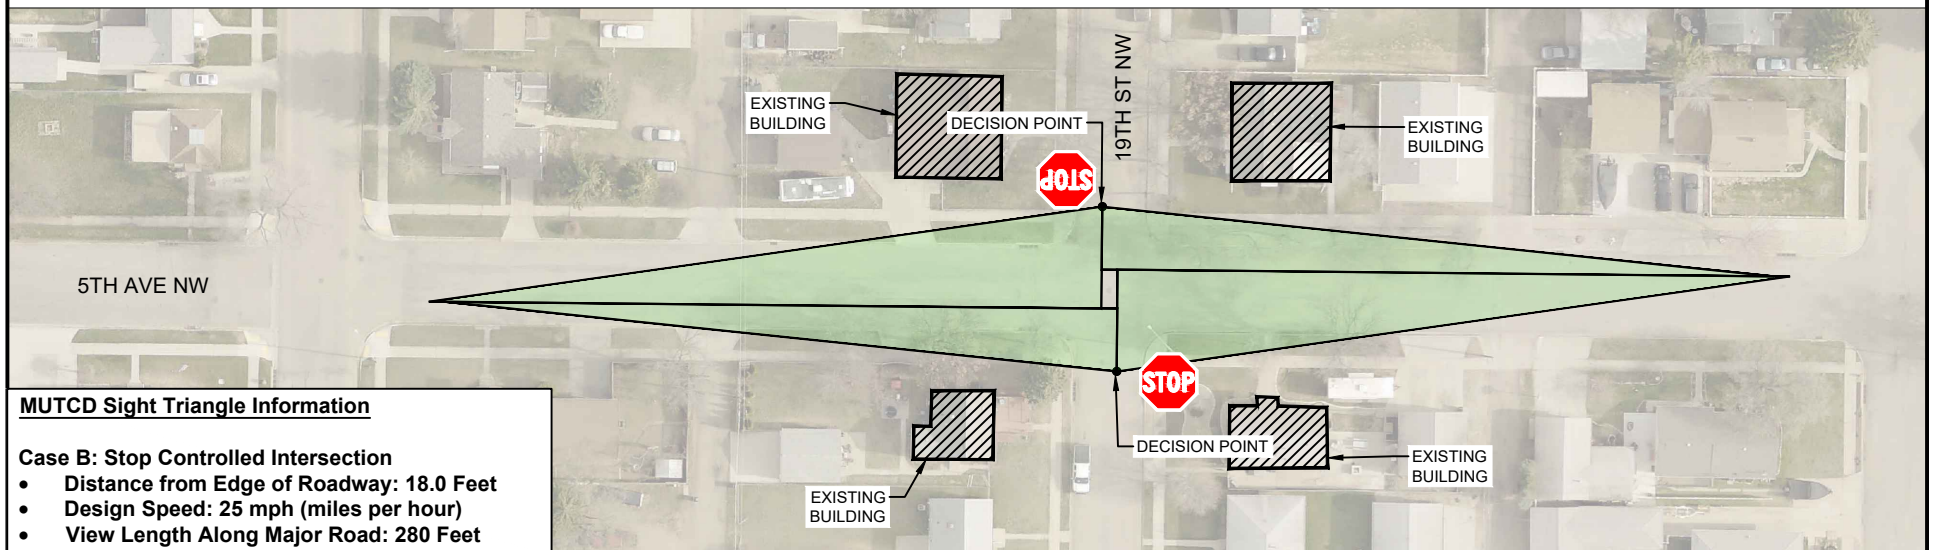 EXISTING
BUILDING
DECISION POINT
19TH ST NW
EXISTING
BUILDING
STOP
5TH AVE NW
STOP
DECISION POINT
EXISTING
BUILDING
EXISTING
BUILDING
MUTCD Sight Triangle Information
Case B: Stop Controlled Intersection
• Distance from Edge of Roadway: 18.0 Feet
• Design Speed: 25 mph (miles per hour)
• View Length Along Major Road: 280 Feet